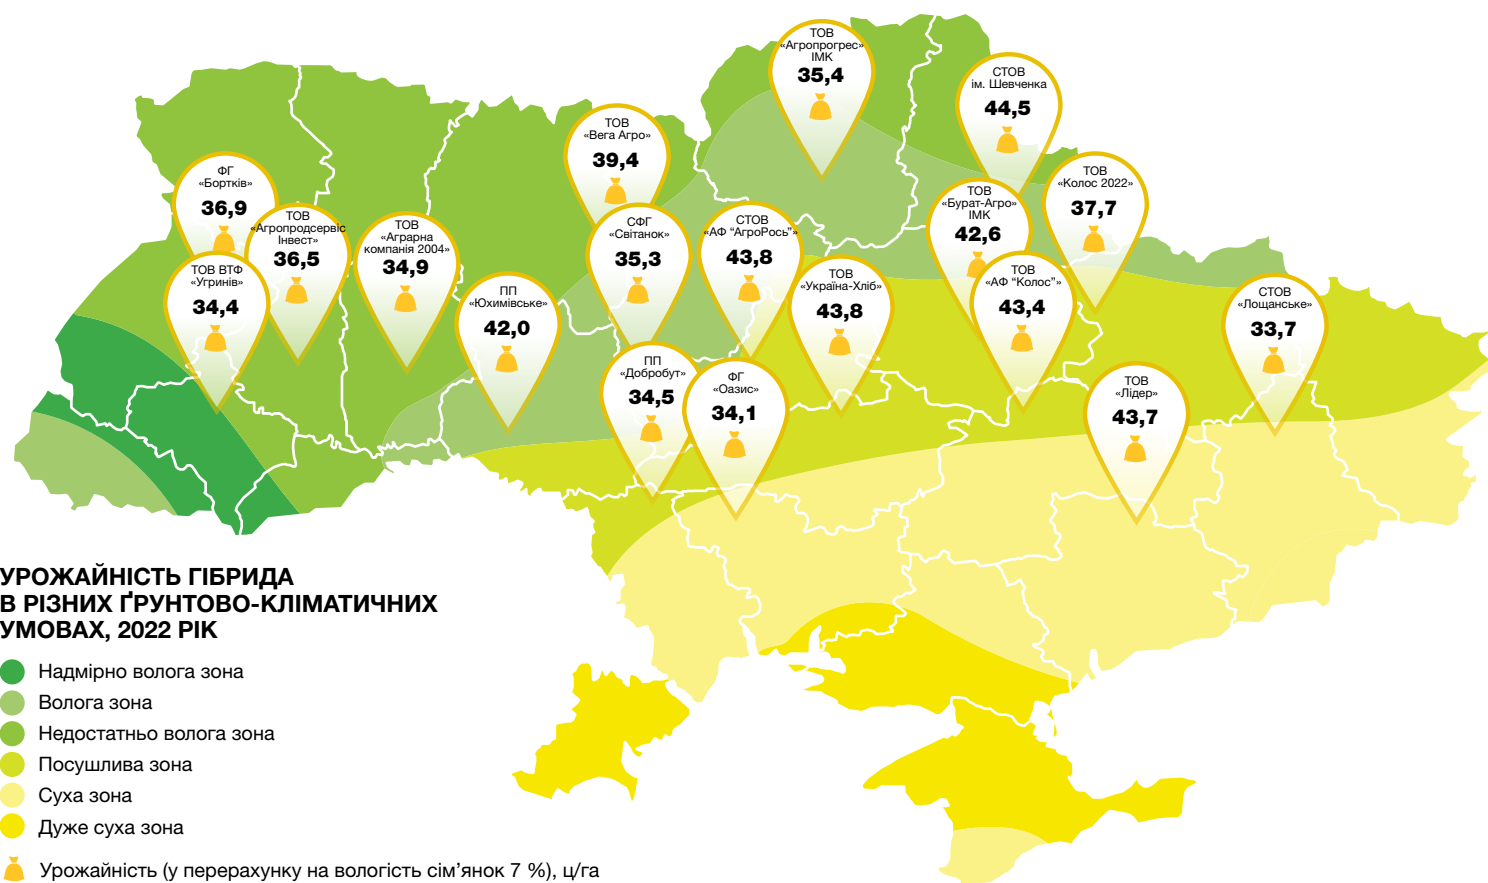 ТОВ
«Агропрогрес»
ІМК
35,4
СТОВ
ім. Шевченка
44,5
ТОВ
«Вега Агро»
39,4
ФГ
«Бортків»
36,9
ТОВ
«Колос 2022»
37,7
ТОВ
«Бурат-Агро»
ІМК
42,6
ТОВ
«Агропродсервіс
Інвест»
36,5
ТОВ
«Аграрна
компанія 2004»
34,9
СФГ
«Світанок»
35,3
СТОВ
«АФ “АгроРось”»
43,8
ТОВ ВТФ
«Угринів»
34,4
ПП
«Юхимівське»
42,0
ТОВ
«Україна-Хліб»
43,8
ТОВ
«АФ “Колос”»
43,4
СТОВ
«Лощанське»
33,7
ПП
«Добробут»
34,5
ФГ
«Оазис»
34,1
ТОВ
«Лідер»
43,7
УРОЖАЙНІСТЬ ГІБРИДА
В РІЗНИХ ҐРУНТОВО-КЛІМАТИЧНИХ
УМОВАХ, 2022 РІК
Надмірно волога зона
Волога зона
Недостатньо волога зона
Посушлива зона
Суха зона
Дуже суха зона
Урожайність (у перерахунку на вологість сім’янок 7 %), ц/га